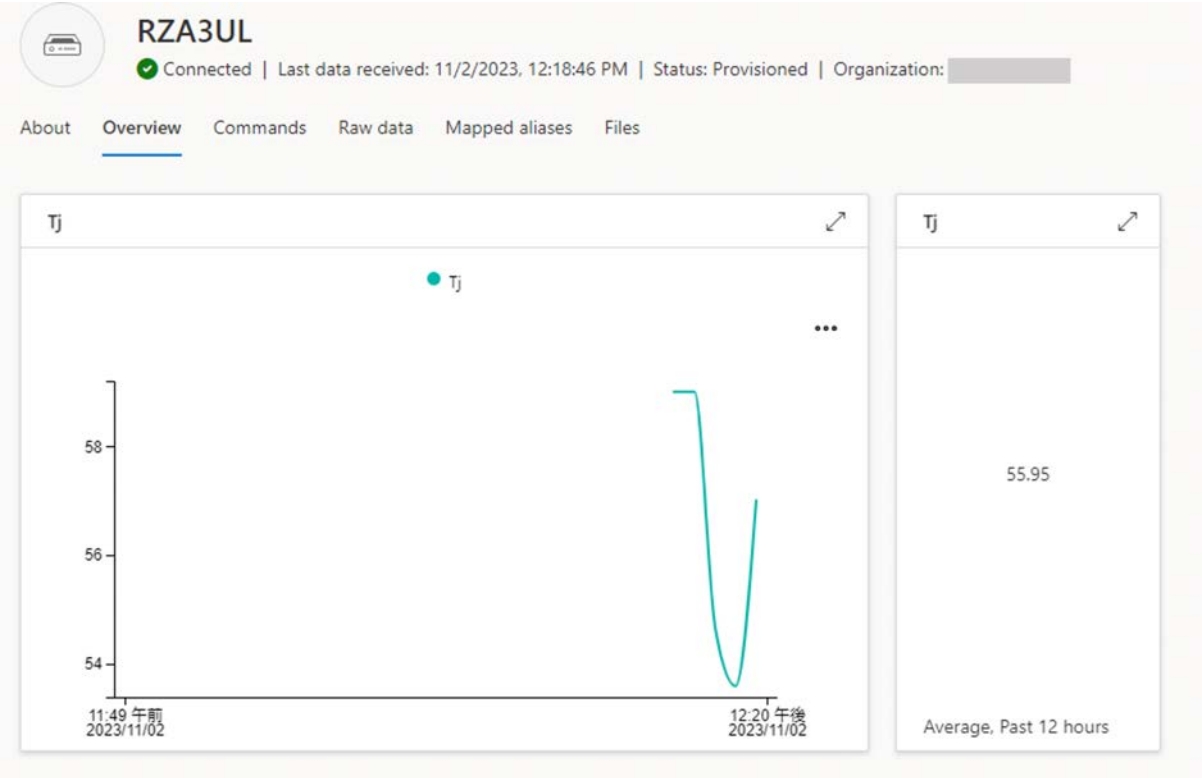 RZA3UL
Connected | Last data received: 11/2/2023, 12:18:46 PM | Status: Provisioned | Organization:
About Overview Commands Raw data Mapped aliases Files
Tj
Tj
58
56
54
11:49 午前
2023/11/02
12:20 午後
2023/11/02
Tj
55.95
Average, Past 12 hours